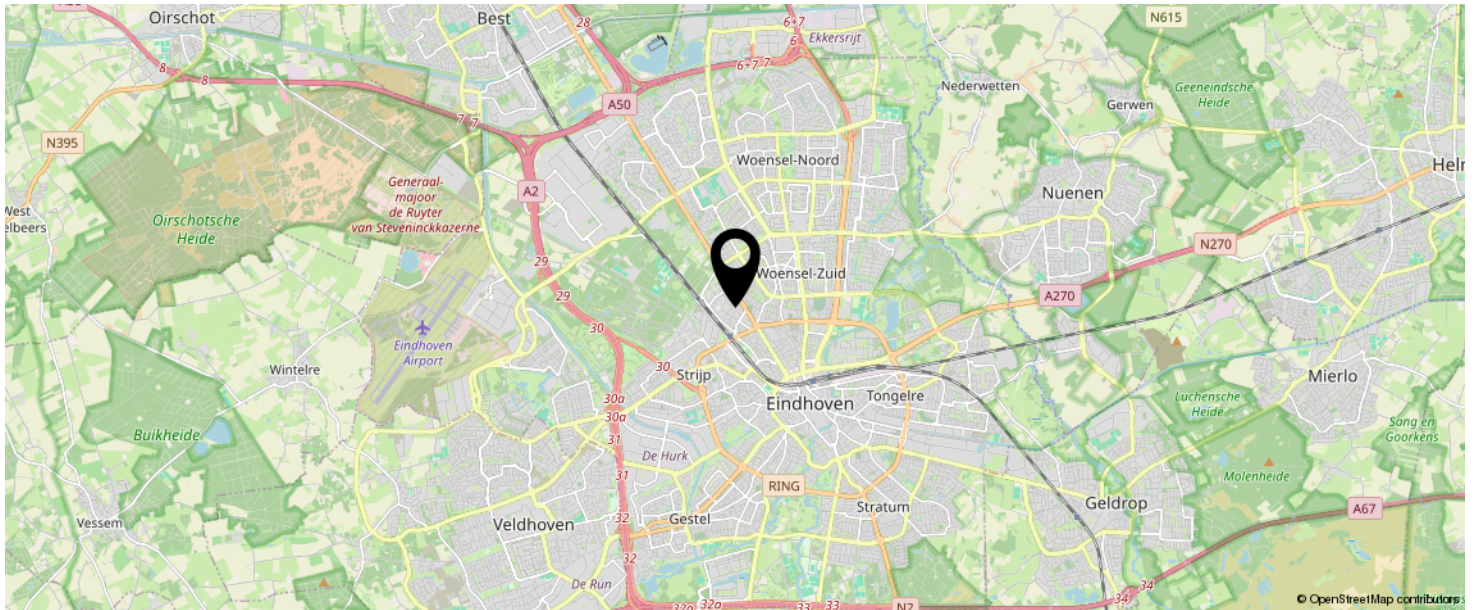 Oirschot
Best
28
6+7
6
Ekkersrijt
N615
8
8
6+7
7
A50
7
7
N395
Nederwetten
Gerwen
Geeneindsche
Heide
Woensel-Noord
Generaal-
majoor
de Ruyter
van Steveninckkazerne
A2
Nuenen
West
elbeers
Oirschotsche
Heide
29
29
N270
Woensel-Zuid
A270
30
Eindhoven
Airport
30
Wintelre
Strijp
30a
30a
Eindhoven
Tongelre
Mierlo
Luchensche
Heide
Buikheide
31
31
De Hurk
Sang en
Goorkens
Molenheide
RING
Vessem
Veldhoven
32
Gestel
Stratum
Geldrop
A67
32
De Run
34
34
32a
33
33
N2
© OpenStreetMap contributors